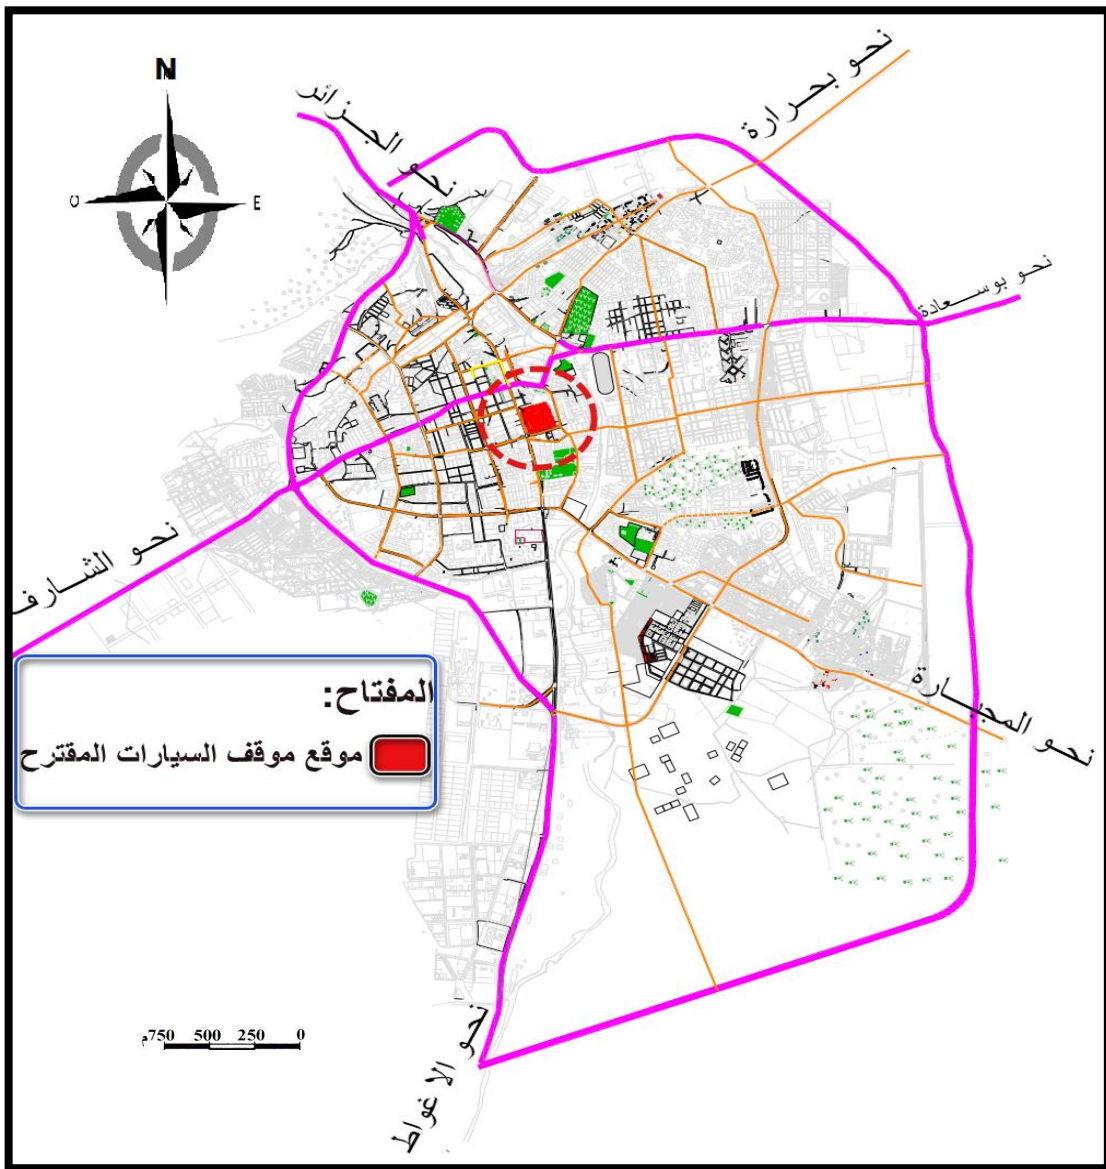 N
نحو الجزائر
نحو بحرارة
E
نحو بوسعادة
نحو الشارف
المفتاح:
موقع موقف السيارات المقترح
نحو المجبارة
نحو الاغواط
750م 500 250 0